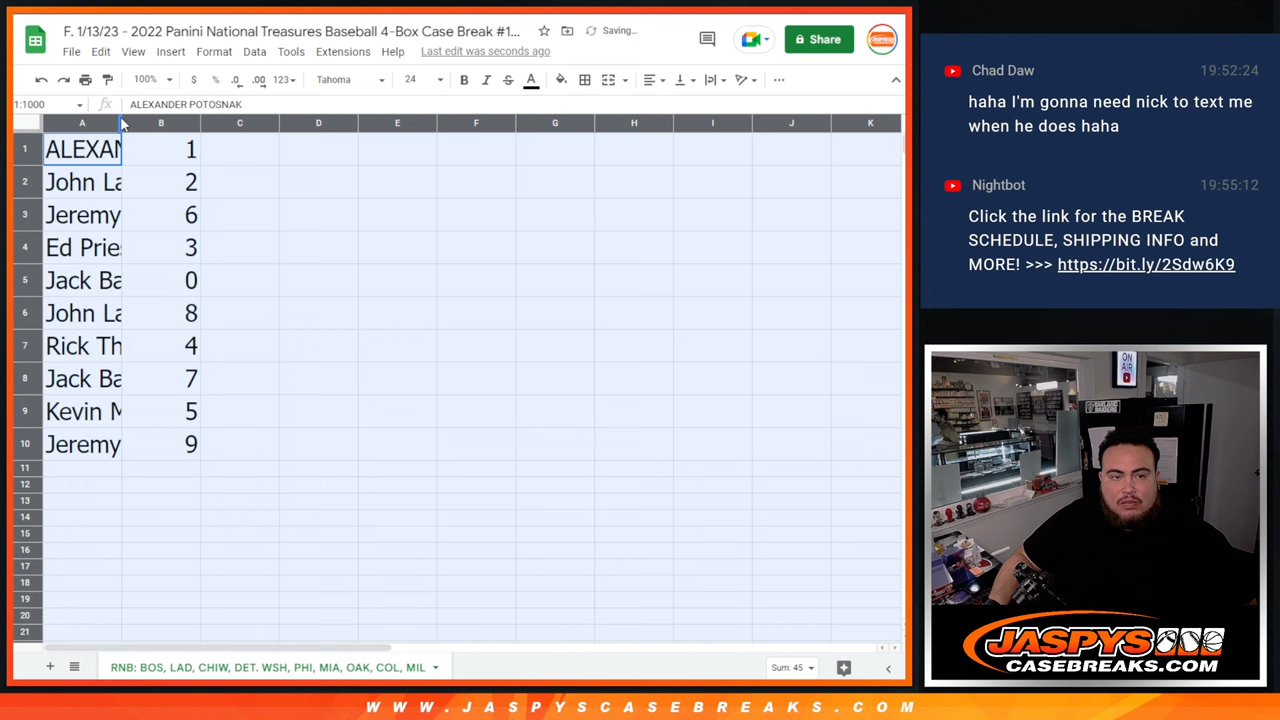 F. 1/13/23 - 2022 Panini National Treasures Baseball 4-Box Case Break #1...
Saving...
File Edit View Insert Format Data Tools Extensions Help Last edit was seconds ago
Share
100% $ % .0 .00 123 Tahoma 24 B I S A
1:1000 fx ALEXANDER POTOSNAK
A B C D E F G H I J K
1 ALEXAN 1
2 John La 2
3 Jeremy 6
4 Ed Pries 3
5 Jack Ba 0
6 John La 8
7 Rick Th 4
8 Jack Ba 7
9 Kevin M 5
10 Jeremy 9
11
12
13
14
15
16
17
18
19
20
21
RNB: BOS, LAD, CHIW, DET. WSH, PHI, MIA, OAK, COL, MIL
Sum: 45
Chad Daw 19:52:24
haha I'm gonna need nick to text me
when he does haha
Nightbot 19:55:12
Click the link for the BREAK
SCHEDULE, SHIPPING INFO and
MORE! >>> https://bit.ly/2Sdw6K9
ON
AIR
JASPYS
CASEBREAKS.COM
WWW.JASPYSCASEBREAKS.COM